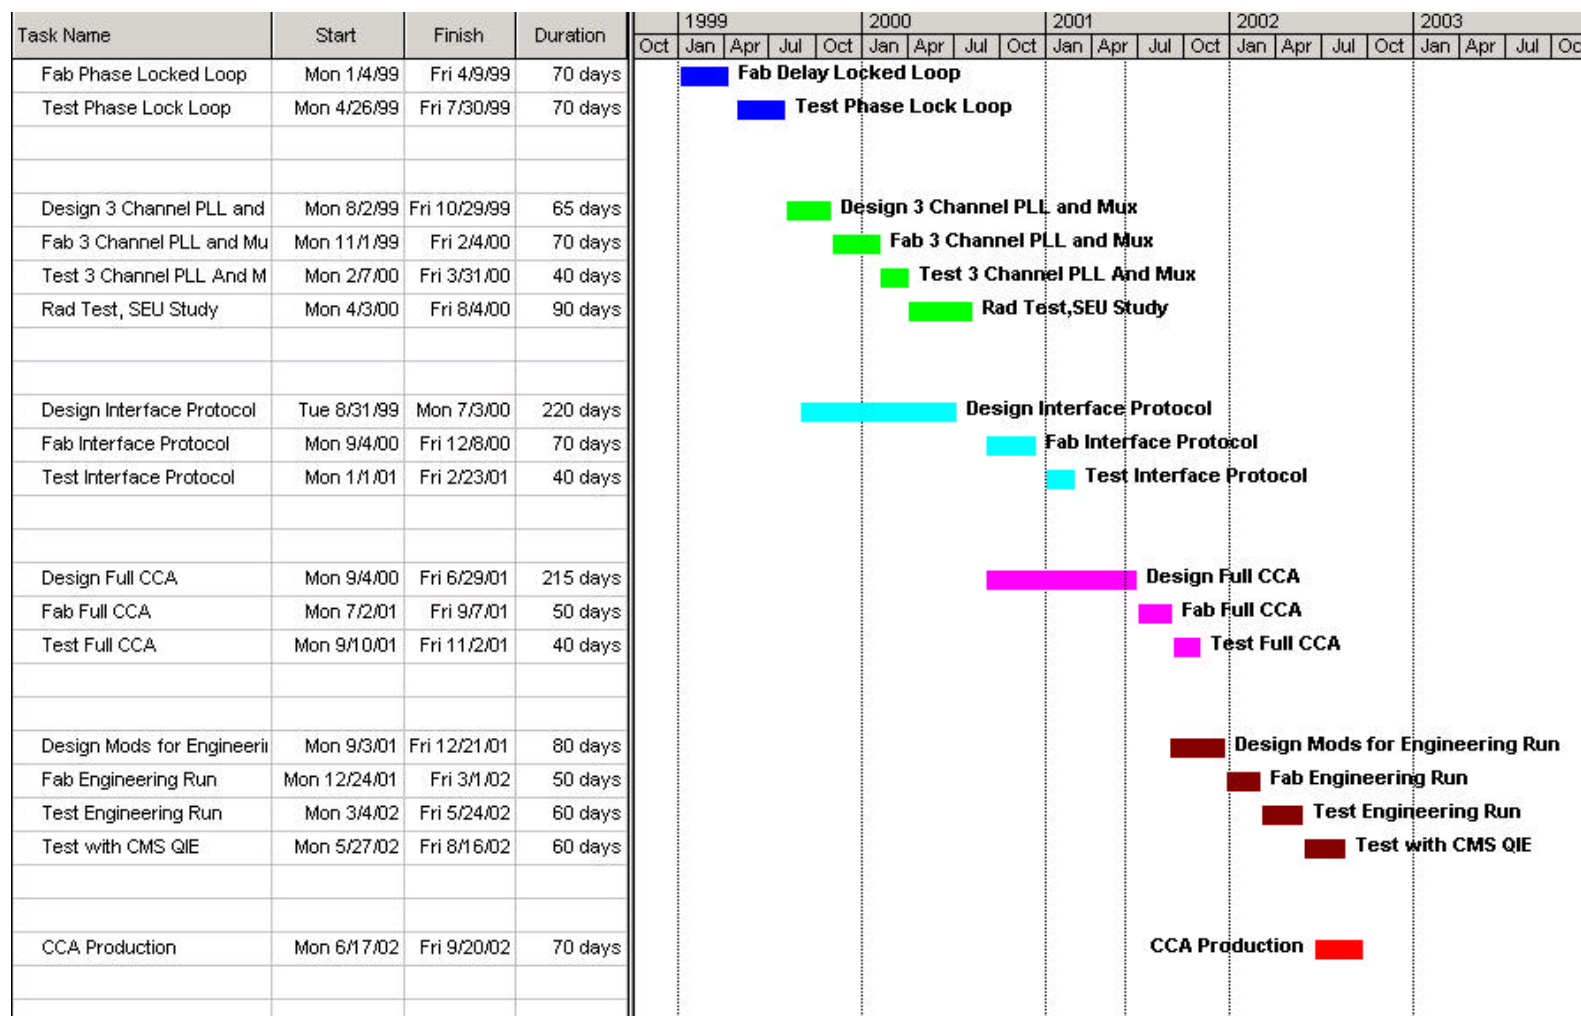 1999 2000 2001 2002 2003
Task Name Start Finish Duration Oct Jan Apr Jul Oct Jan Apr Jul Oct Jan Apr Jul Oct Jan Apr Jul Oct Jan Apr Jul Oc
Fab Phase Locked Loop Mon 1/4/99 Fri 4/9/99 70 days Fab Delay Locked Loop
Test Phase Lock Loop Mon 4/26/99 Fri 7/30/99 70 days Test Phase Lock Loop
Design 3 Channel PLL and Mon 8/2/99 Fri 10/29/99 65 days Design 3 Channel PLL and Mux
Fab 3 Channel PLL and Mu Mon 11/1/99 Fri 2/4/00 70 days Fab 3 Channel PLL and Mux
Test 3 Channel PLL And M Mon 2/7/00 Fri 3/31/00 40 days Test 3 Channel PLL And Mux
Rad Test, SEU Study Mon 4/3/00 Fri 8/4/00 90 days Rad Test,SEU Study
Design Interface Protocol Tue 8/31/99 Mon 7/3/00 220 days Design Interface Protocol
Fab Interface Protocol Mon 9/4/00 Fri 12/8/00 70 days Fab Interface Protocol
Test Interface Protocol Mon 1/1/01 Fri 2/23/01 40 days Test Interface Protocol
Design Full CCA Mon 9/4/00 Fri 6/29/01 215 days Design Full CCA
Fab Full CCA Mon 7/2/01 Fri 9/7/01 50 days Fab Full CCA
Test Full CCA Mon 9/10/01 Fri 11/2/01 40 days Test Full CCA
Design Mods for Engineeri Mon 9/3/01 Fri 12/21/01 80 days Design Mods for Engineering Run
Fab Engineering Run Mon 12/24/01 Fri 3/1/02 50 days Fab Engineering Run
Test Engineering Run Mon 3/4/02 Fri 5/24/02 60 days Test Engineering Run
Test with CMS QIE Mon 5/27/02 Fri 8/16/02 60 days Test with CMS QIE
CCA Production Mon 6/17/02 Fri 9/20/02 70 days CCA Production